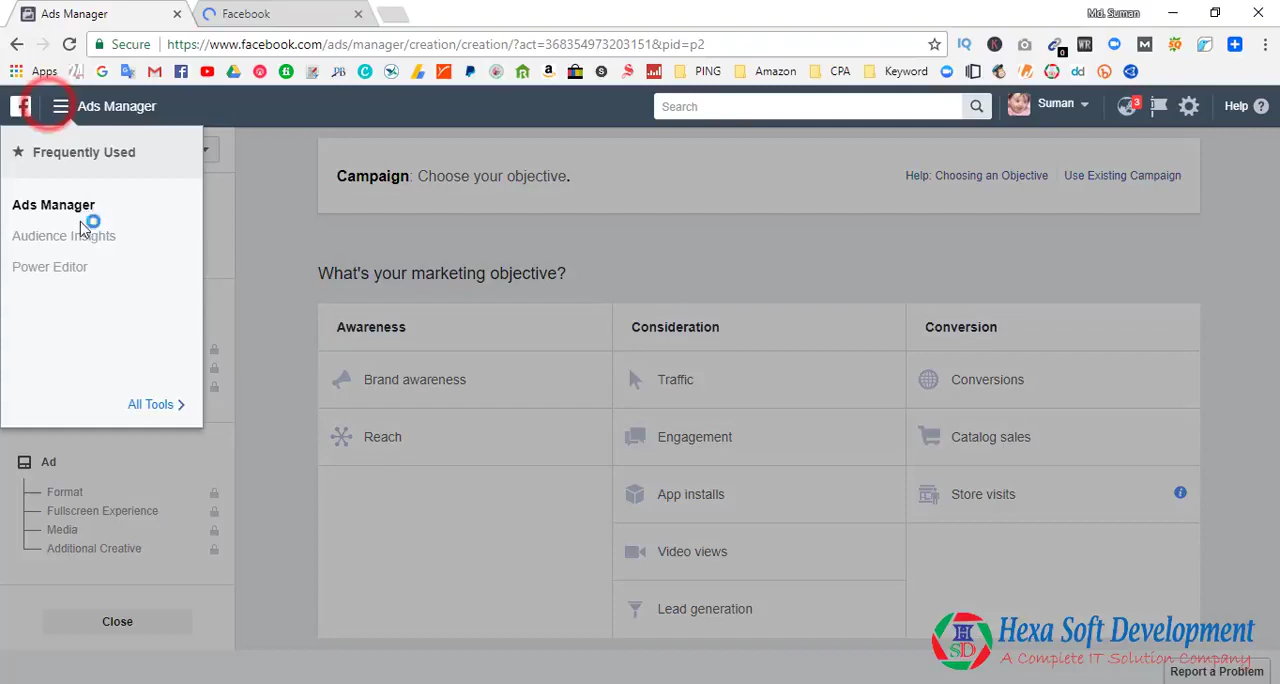 Ads Manager
Facebook
Md. Suman
Secure
https://www.facebook.com/ads/manager/creation/creation/?act=368354973203151&pid=p2
Apps
PING
Amazon
CPA
Keyword
Ads Manager
Search
Suman
3
Help
Frequently Used
Ads Manager
Audience Insights
Power Editor
All Tools
Campaign: Choose your objective.
Help: Choosing an Objective
Use Existing Campaign
What's your marketing objective?
Awareness
Consideration
Conversion
Brand awareness
Traffic
Conversions
Reach
Engagement
Catalog sales
App installs
Store visits
Video views
Lead generation
Ad
Format
Fullscreen Experience
Media
Additional Creative
Close
HSD
Hexa Soft Development
A Complete IT Solution Company
Report a Problem